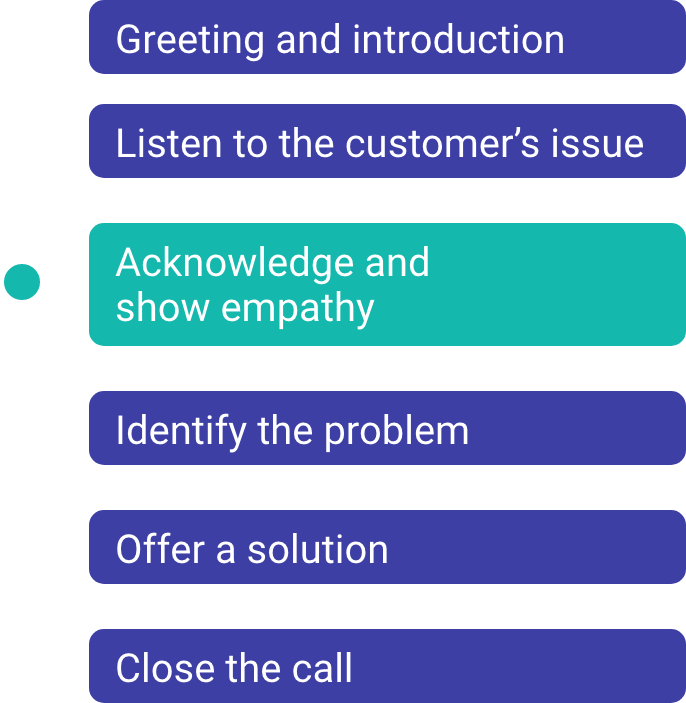 Greeting and introduction
Listen to the customer’s issue
Acknowledge and
show empathy
Identify the problem
Offer a solution
Close the call